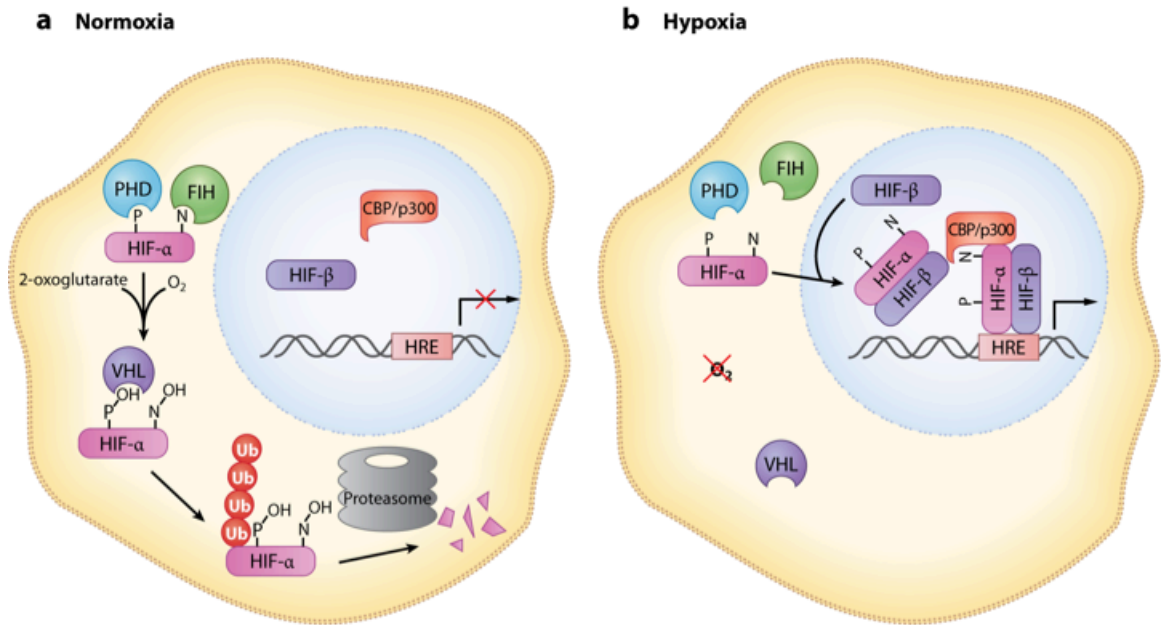 a Normoxia
PHD
FIH
P
N
HIF-α
2-oxoglutarate
O₂
VHL
P
OH
N
OH
HIF-α
Ub
Ub
Ub
Ub
P
OH
N
OH
HIF-α
Proteasome
CBP/p300
HIF-β
HRE
b Hypoxia
PHD
FIH
P
N
HIF-α
O₂
VHL
HIF-β
P
N
HIF-α
HIF-β
CBP/p300
N
P
HIF-α
HIF-β
HRE